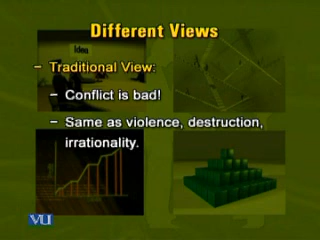 Different Views
Idea
– Traditional View:
– Conflict is bad!
– Same as violence, destruction,
irrationality.
VU